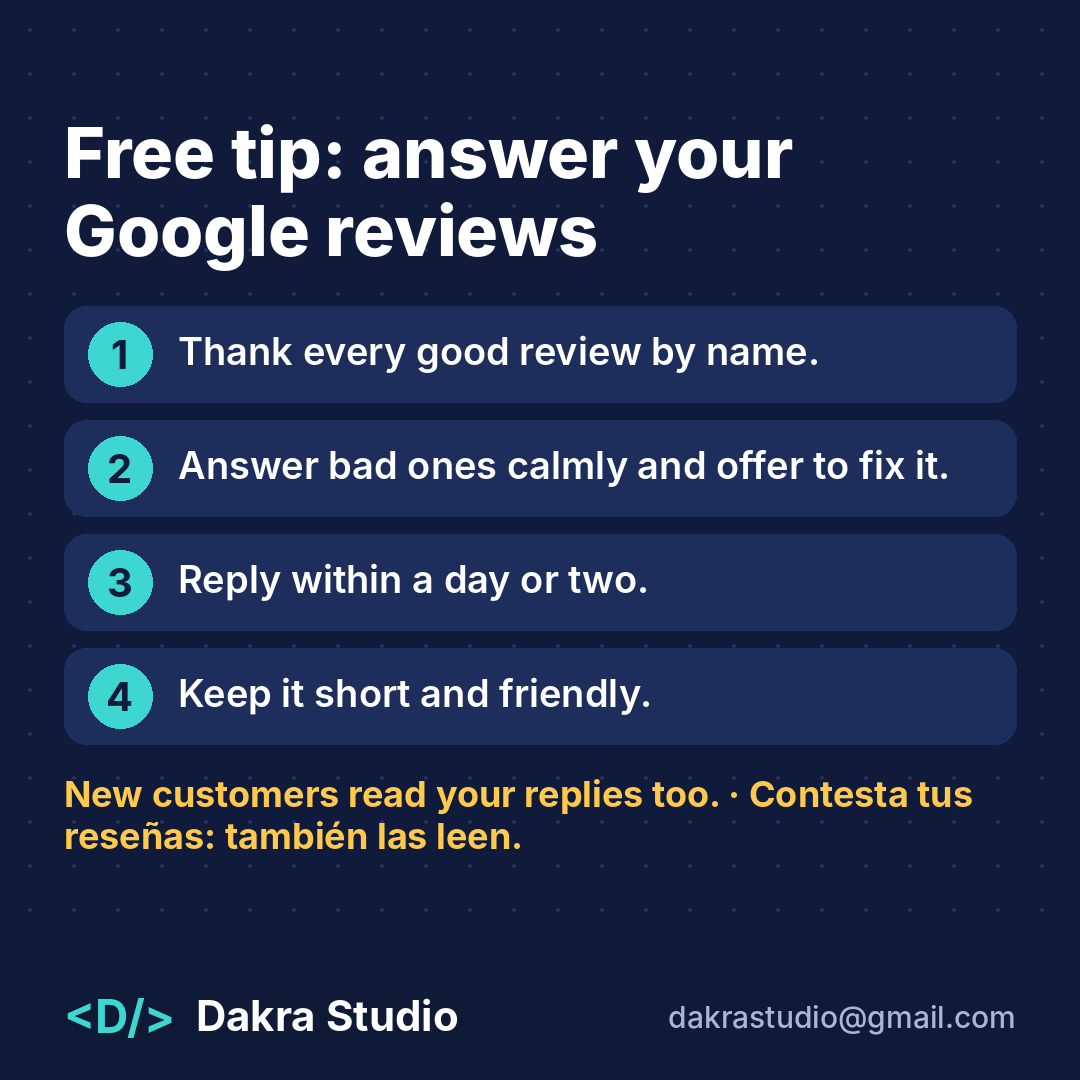 Free tip: answer your
Google reviews
1 Thank every good review by name.
2 Answer bad ones calmly and offer to fix it.
3 Reply within a day or two.
4 Keep it short and friendly.
New customers read your replies too. · Contesta tus
reseñas: también las leen.
<D/> Dakra Studio dakrastudio@gmail.com